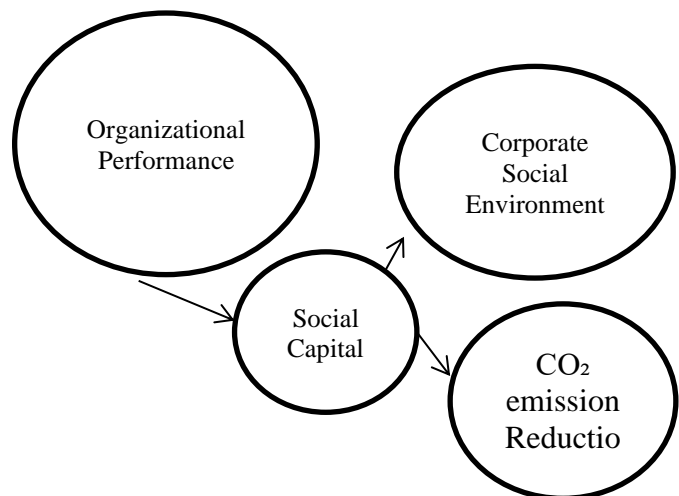 Organizational
Performance
Corporate
Social
Environment
Social
Capital
CO₂
emission
Reductio